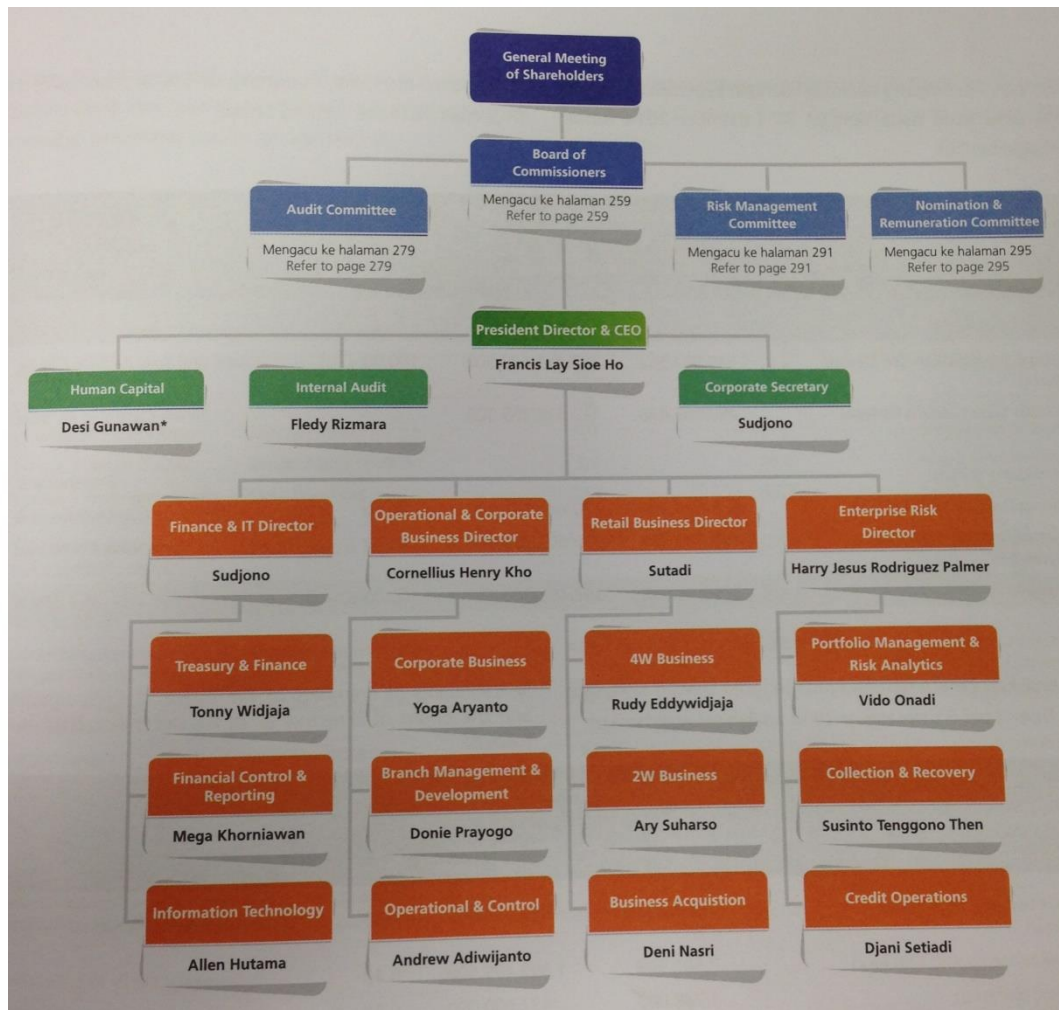 General Meeting
of Shareholders
Board of
Commissioners
Mengacu ke halaman 259
Refer to page 259
Audit Committee
Mengacu ke halaman 279
Refer to page 279
Risk Management
Committee
Mengacu ke halaman 291
Refer to page 291
Nomination &
Remuneration Committee
Mengacu ke halaman 295
Refer to page 295
President Director & CEO
Francis Lay Sioe Ho
Human Capital
Desi Gunawan*
Internal Audit
Fledy Rizmara
Corporate Secretary
Sudjono
Finance & IT Director
Sudjono
Operational & Corporate
Business Director
Cornellius Henry Kho
Retail Business Director
Sutadi
Enterprise Risk
Director
Harry Jesus Rodriguez Palmer
Treasury & Finance
Tonny Widjaja
Corporate Business
Yoga Aryanto
4W Business
Rudy Eddywidjaja
Portfolio Management &
Risk Analytics
Vido Onadi
Financial Control &
Reporting
Mega Khorniawan
Branch Management &
Development
Donie Prayogo
2W Business
Ary Suharso
Collection & Recovery
Susinto Tenggono Then
Information Technology
Allen Hutama
Operational & Control
Andrew Adiwijanto
Business Acquistion
Deni Nasri
Credit Operations
Djani Setiadi